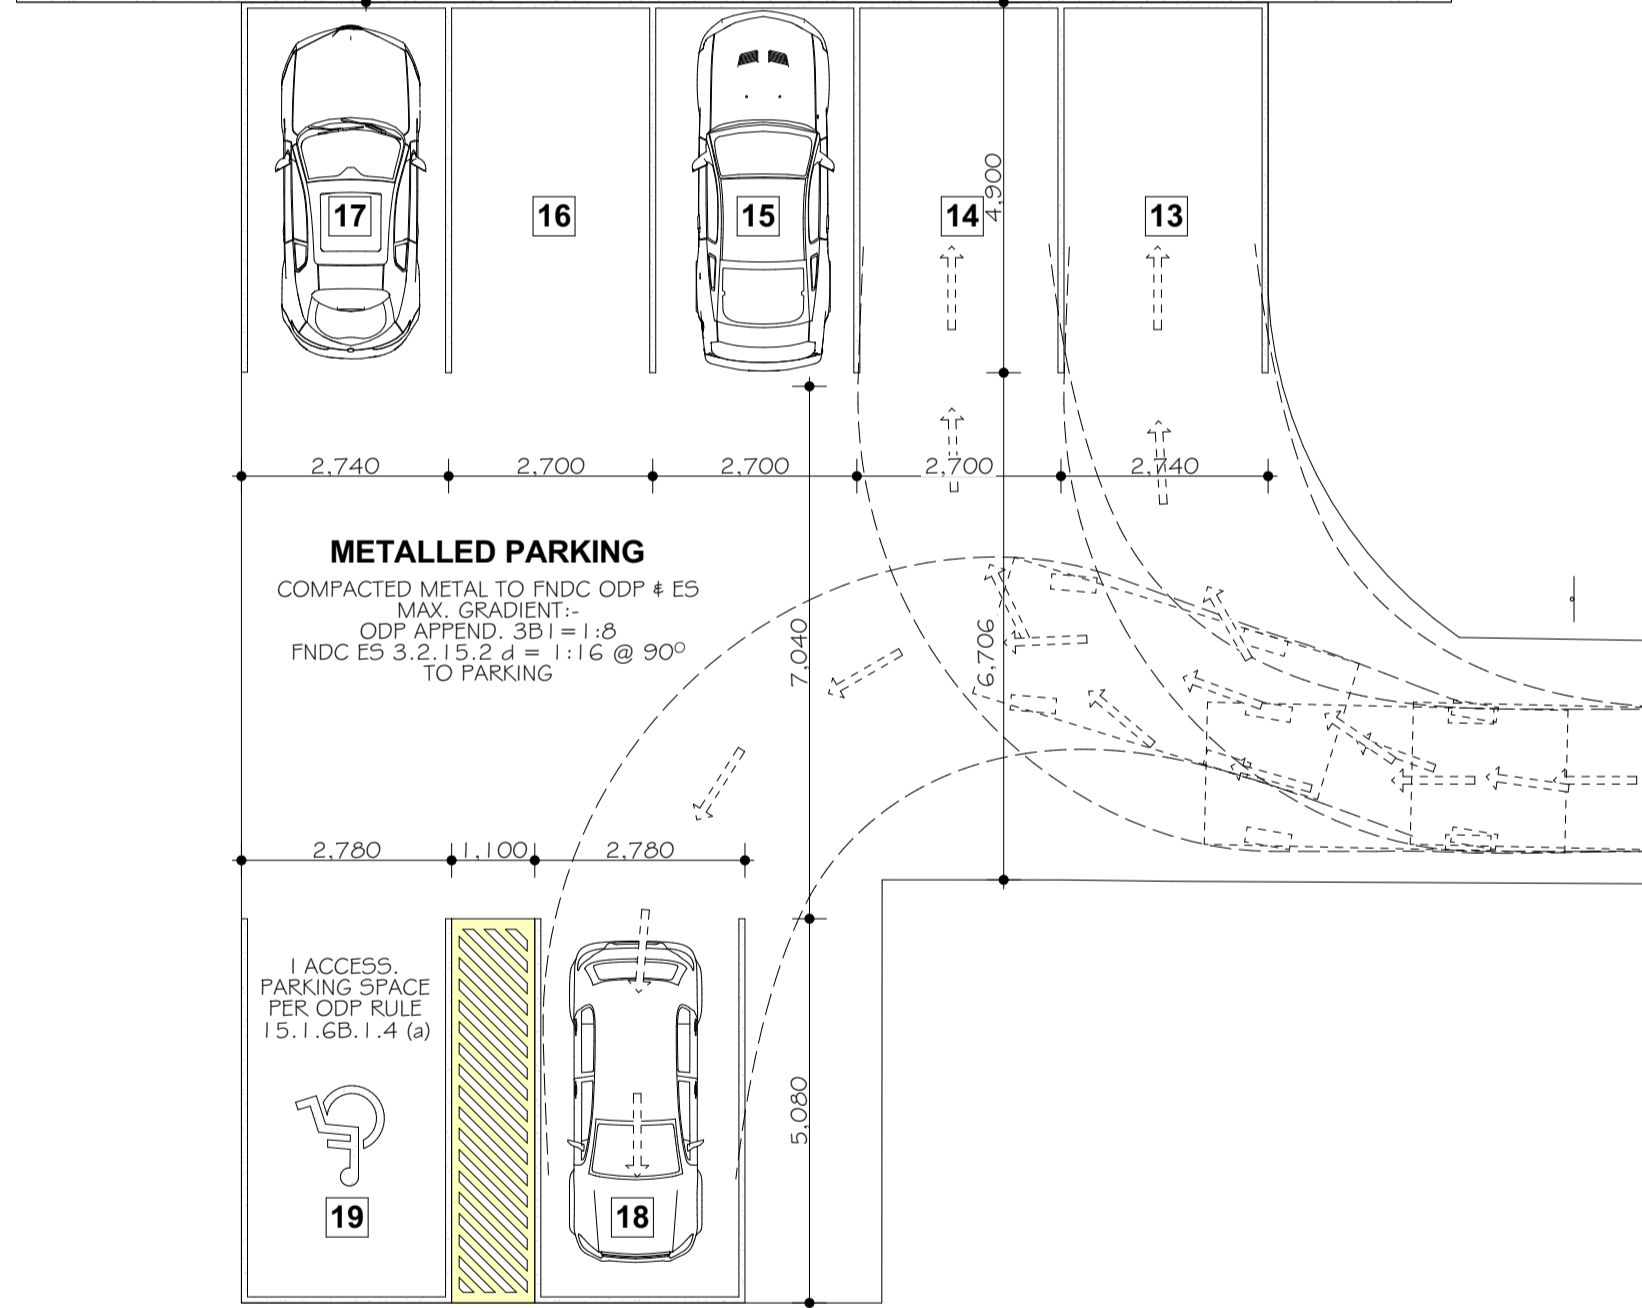 17
16
15
14
13
4,900
2,740
2,700
2,700
2,700
2,740
METALLED PARKING
COMPACTED METAL TO FNDC ODP & ES
MAX. GRADIENT:-
ODP APPEND. 3B1=1:8
FNDC ES 3.2.15.2 d = 1:16 @ 90°
TO PARKING
7,040
6,706
2,780
1,100
2,780
1 ACCESS.
PARKING SPACE
PER ODP RULE
15.1.6B.1.4 (a)
5,080
19
18